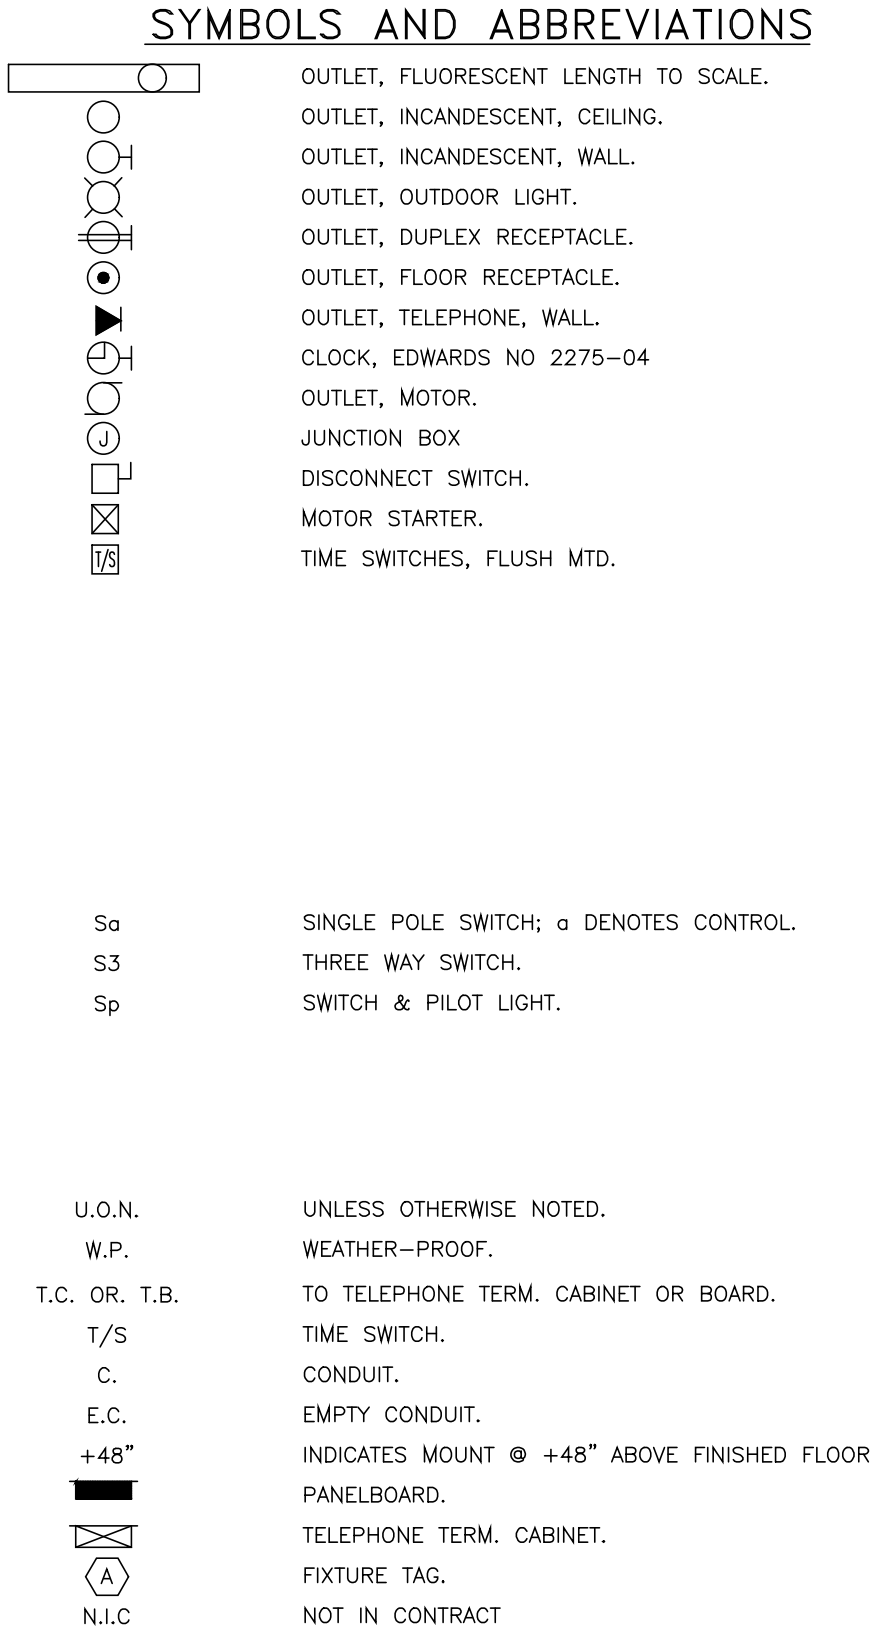 SYMBOLS AND ABBREVIATIONS
OUTLET, FLUORESCENT LENGTH TO SCALE.
OUTLET, INCANDESCENT, CEILING.
OUTLET, INCANDESCENT, WALL.
OUTLET, OUTDOOR LIGHT.
OUTLET, DUPLEX RECEPTACLE.
OUTLET, FLOOR RECEPTACLE.
OUTLET, TELEPHONE, WALL.
CLOCK, EDWARDS NO 2275-04
OUTLET, MOTOR.
J JUNCTION BOX
DISCONNECT SWITCH.
MOTOR STARTER.
T/S TIME SWITCHES, FLUSH MTD.
Sa SINGLE POLE SWITCH; a DENOTES CONTROL.
S3 THREE WAY SWITCH.
Sp SWITCH & PILOT LIGHT.
U.O.N. UNLESS OTHERWISE NOTED.
W.P. WEATHER-PROOF.
T.C. OR. T.B. TO TELEPHONE TERM. CABINET OR BOARD.
T/S TIME SWITCH.
C. CONDUIT.
E.C. EMPTY CONDUIT.
+48" INDICATES MOUNT @ +48" ABOVE FINISHED FLOOR
PANELBOARD.
TELEPHONE TERM. CABINET.
A FIXTURE TAG.
N.I.C NOT IN CONTRACT